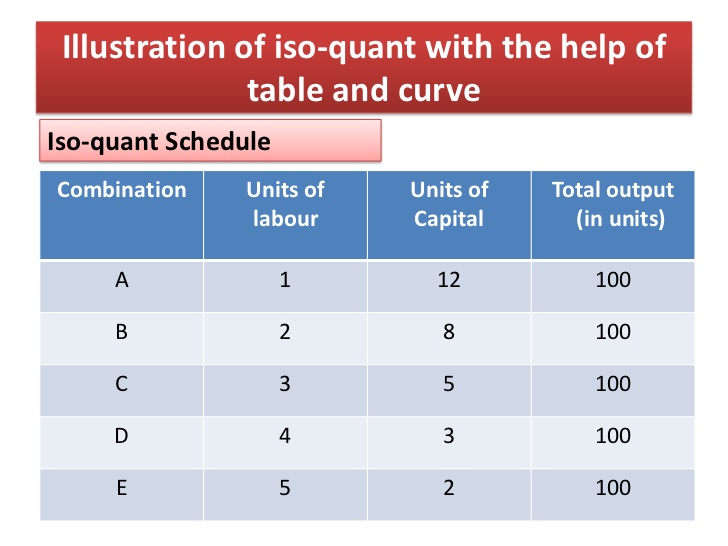 Illustration of iso-quant with the help of
table and curve
Iso-quant Schedule
Combination Units of labour Units of Capital Total output (in units)
A 1 12 100
B 2 8 100
C 3 5 100
D 4 3 100
E 5 2 100